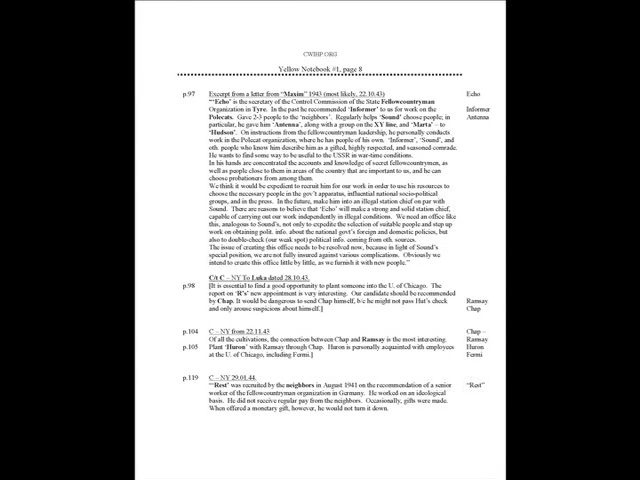 CWIHP ORG
Yellow Notebook #1, page 8
p.97 Excerpt from a letter from "Maxim" 1943 (most likely, 22.10.43) Echo
"'Echo' is the secretary of the Control Commission of the State Fellowcountryman
Organization in Tyre. In the past he recommended 'Informer' to us for work on the Informer
Polecats. Gave 2-3 people to the 'neighbors'. Regularly helps 'Sound' choose people; in Antenna
particular, he gave him 'Antenna', along with a group on the XY line, and 'Marta' – to
'Hudson'. On instructions from the fellowcountryman leadership, he personally conducts
work in the Polecat organization, where he has people of his own. 'Informer', 'Sound', and
oth. people who know him describe him as a gifted, highly respected, and seasoned comrade.
He wants to find some way to be useful to the USSR in war-time conditions.
In his hands are concentrated the accounts and knowledge of secret fellowcountrymen, as
well as people close to them in areas of the country that are important to us, and he can
choose probationers from among them.
We think it would be expedient to recruit him for our work in order to use his resources to
choose the necessary people in the gov't apparatus, influential national socio-political
groups, and in the press. In the future, make him into an illegal station chief on par with
Sound. There are reasons to believe that 'Echo' will make a strong and solid station chief,
capable of carrying out our work independently in illegal conditions. We need an office like
this, analogous to Sound's, not only to expedite the selection of suitable people and step up
work on obtaining polit. info. about the national govt's foreign and domestic policies, but
also to double-check (our weak spot) political info. coming from oth. sources.
The issue of creating this office needs to be resolved now, because in light of Sound's
special position, we are not fully insured against various complications. Obviously we
intend to create this office little by little, as we furnish it with new people."
C/t C – NY To Luka dated 28.10.43.
p.98 [It is essential to find a good opportunity to plant someone into the U. of Chicago. The
report on 'R's' new appointment is very interesting. Our candidate should be recommended
by Chap. It would be dangerous to send Chap himself, b/c he might not pass Hut's check Ramsay
and only arouse suspicions about himself.] Chap
p.104 C – NY from 22.11.43 Chap –
Of all the cultivations, the connection between Chap and Ramsay is the most interesting. Ramsay
p.105 Plant 'Huron' with Ramsay through Chap. Huron is personally acquainted with employees Huron
at the U. of Chicago, including Fermi.] Fermi
p.119 C – NY 29.01.44.
"'Rest' was recruited by the neighbors in August 1941 on the recommendation of a senior "Rest"
worker of the fellowcountryman organization in Germany. He worked on an ideological
basis. He did not receive regular pay from the neighbors. Occasionally, gifts were made.
When offered a monetary gift, however, he would not turn it down.